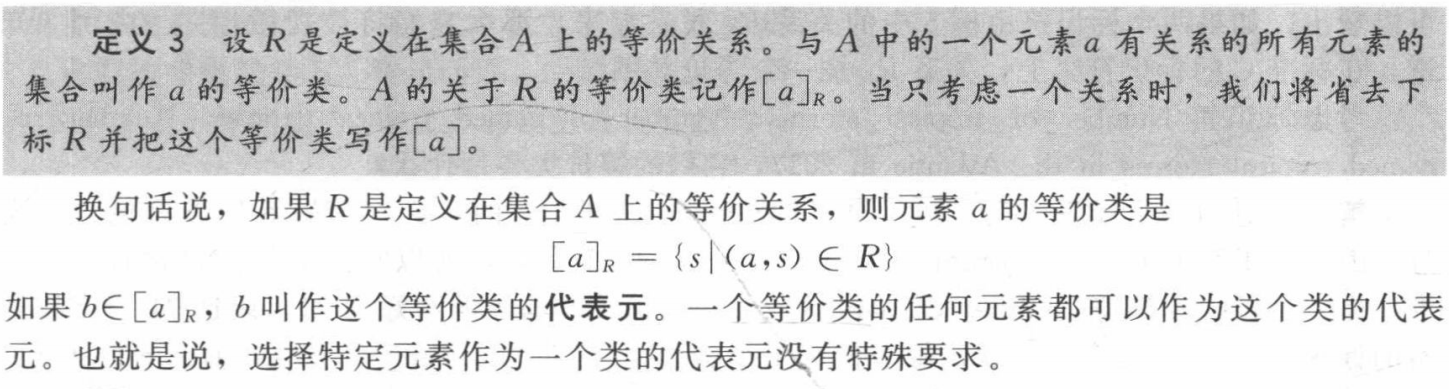 定义 3 设 R 是定义在集合 A 上的等价关系。与 A 中的一个元素 a 有关系的所有元素的
集合叫作 a 的等价类。A 的关于 R 的等价类记作[a]R。当只考虑一个关系时，我们将省去下
标 R 并把这个等价类写作[a]。
换句话说，如果 R 是定义在集合 A 上的等价关系，则元素 a 的等价类是
[a]R = {s|(a,s) ∈ R}
如果 b∈[a]R，b 叫作这个等价类的代表元。一个等价类的任何元素都可以作为这个类的代表
元。也就是说，选择特定元素作为一个类的代表元没有特殊要求。